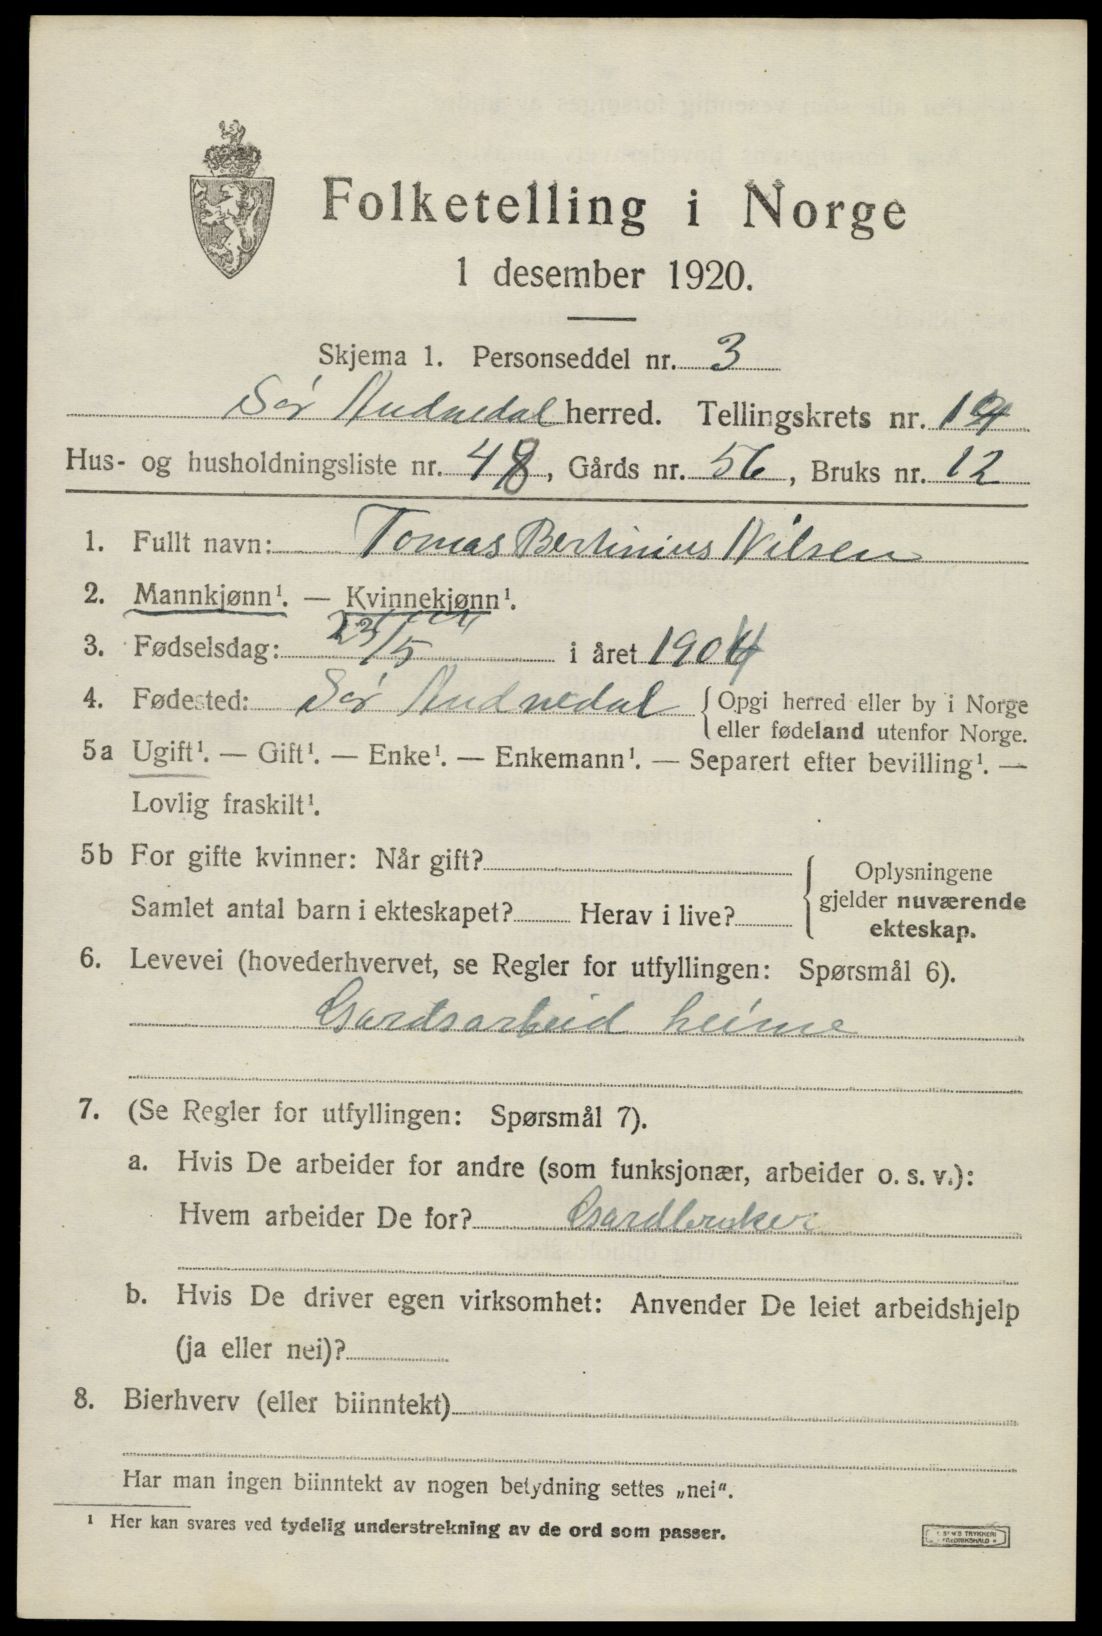 Folketelling i Norge
1 desember 1920.
Skjema 1. Personseddel nr. 3
Sør Audnedal herred. Tellingskrets nr. 14
Hus- og husholdningsliste nr. 48, Gårds nr. 56, Bruks nr. 12
1. Fullt navn: Tomas Bertinius Nilsen
2. Mannkjønn¹. — Kvinnekjønn¹.
3. Fødselsdag: 23/5 i året 1904
4. Fødested: Sør Audnedal { Opgi herred eller by i Norge
eller fødeland utenfor Norge.
5a Ugift¹. — Gift¹. — Enke¹. — Enkemann¹. — Separert efter bevilling¹. —
Lovlig fraskilt¹.
5b For gifte kvinner: Når gift?
Samlet antal barn i ekteskapet? Herav i live?
{ Oplysningene
gjelder nuværende
ekteskap.
6. Levevei (hovederhvervet, se Regler for utfyllingen: Spørsmål 6).
Gardsarbeid heime
7. (Se Regler for utfyllingen: Spørsmål 7).
a. Hvis De arbeider for andre (som funksjonær, arbeider o. s. v.):
Hvem arbeider De for? Gardbruker
b. Hvis De driver egen virksomhet: Anvender De leiet arbeidshjelp
(ja eller nei)?
8. Bierhverv (eller biinntekt)
Har man ingen biinntekt av nogen betydning settes „nei“.
¹ Her kan svares ved tydelig understrekning av de ord som passer.